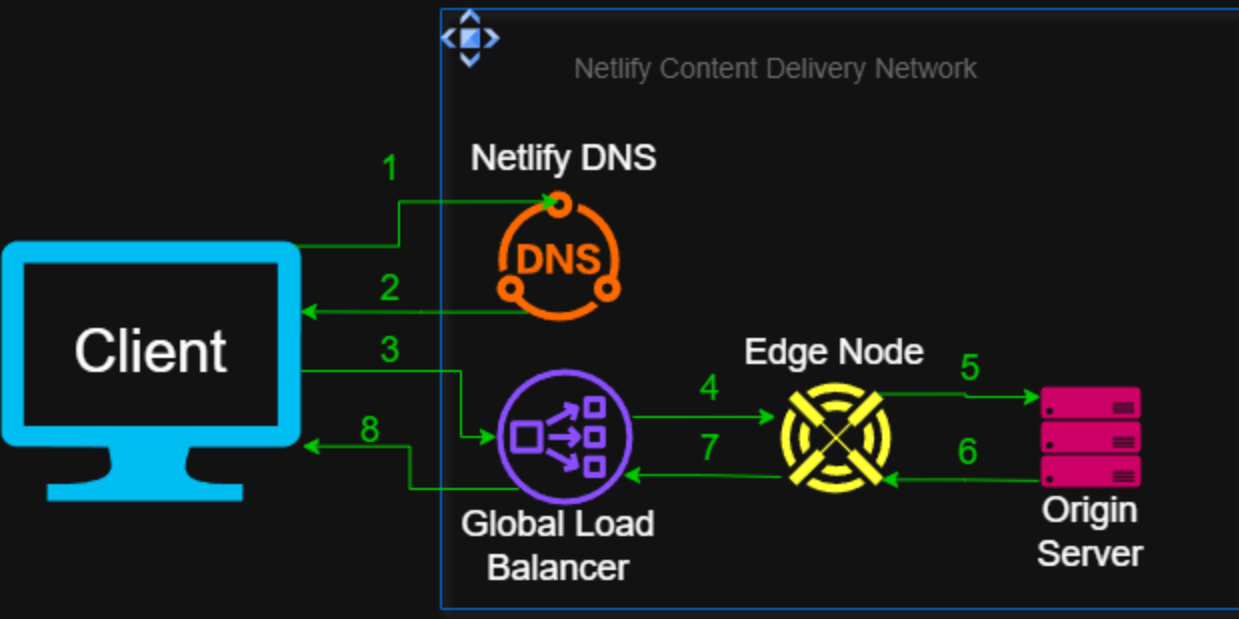 Netlify Content Delivery Network
Netlify DNS
1
DNS
2
Client
3
Edge Node
4
5
8
7
6
Global Load
Balancer
Origin
Server